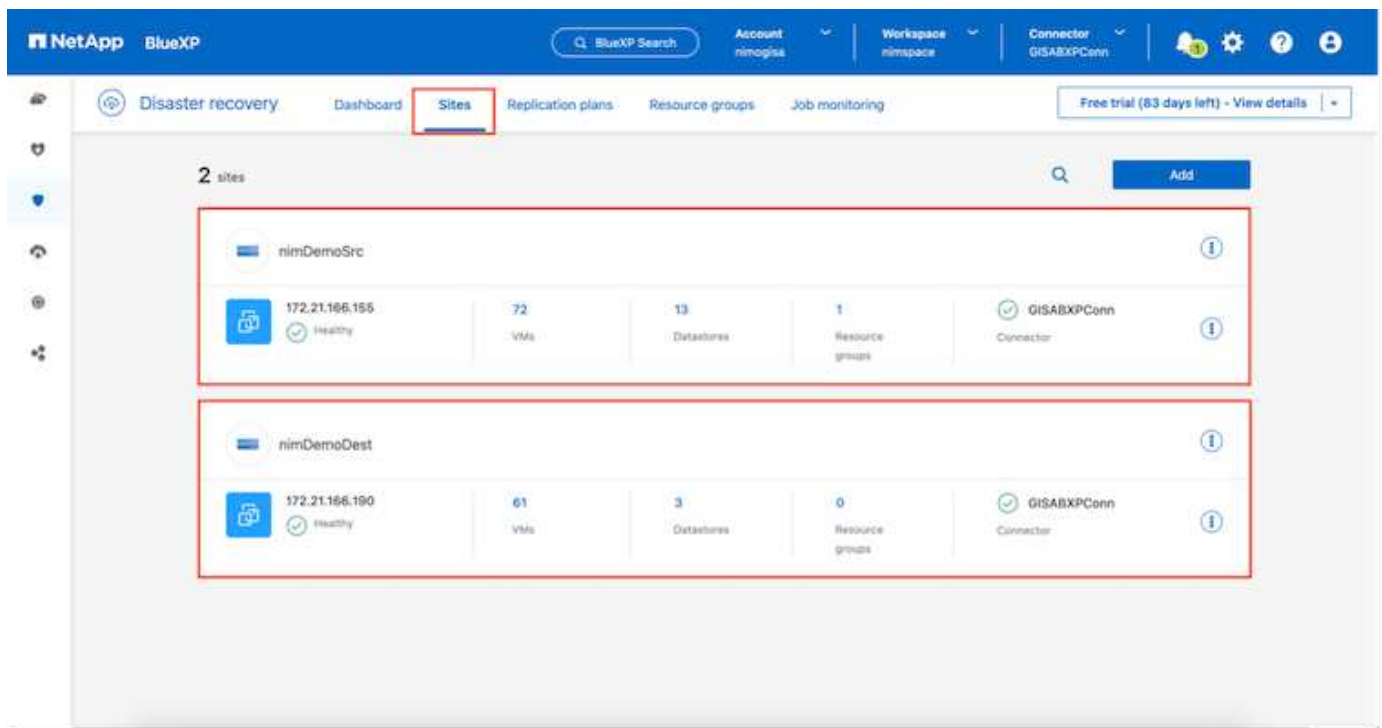 NetApp BlueXP
BlueXP Search
Account
nimogisa
Workspace
nimspace
Connector
GISABXPConn
1
Disaster recovery
Dashboard
Sites
Replication plans
Resource groups
Job monitoring
Free trial (83 days left) - View details
2 sites
Add
nimDemoSrc
172.21.166.155
Healthy
72
VMs
13
Datastores
1
Resource
groups
GISABXPConn
Connector
nimDemoDest
172.21.166.190
Healthy
61
VMs
3
Datastores
0
Resource
groups
GISABXPConn
Connector